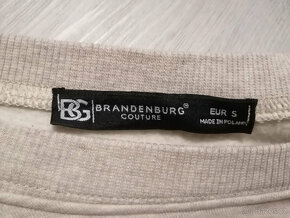 BG
BRANDENBURG®
COUTURE
EUR S
MADE IN POLAND